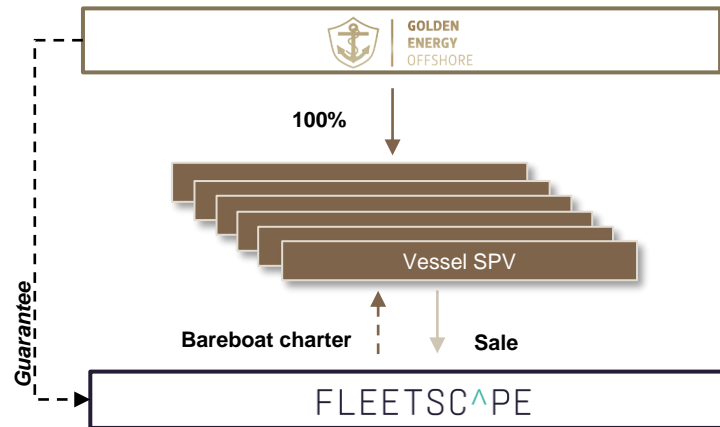 GOLDEN
ENERGY
OFFSHORE
100%
Vessel SPV
Bareboat charter
Sale
Guarantee
FLEETSC^PE